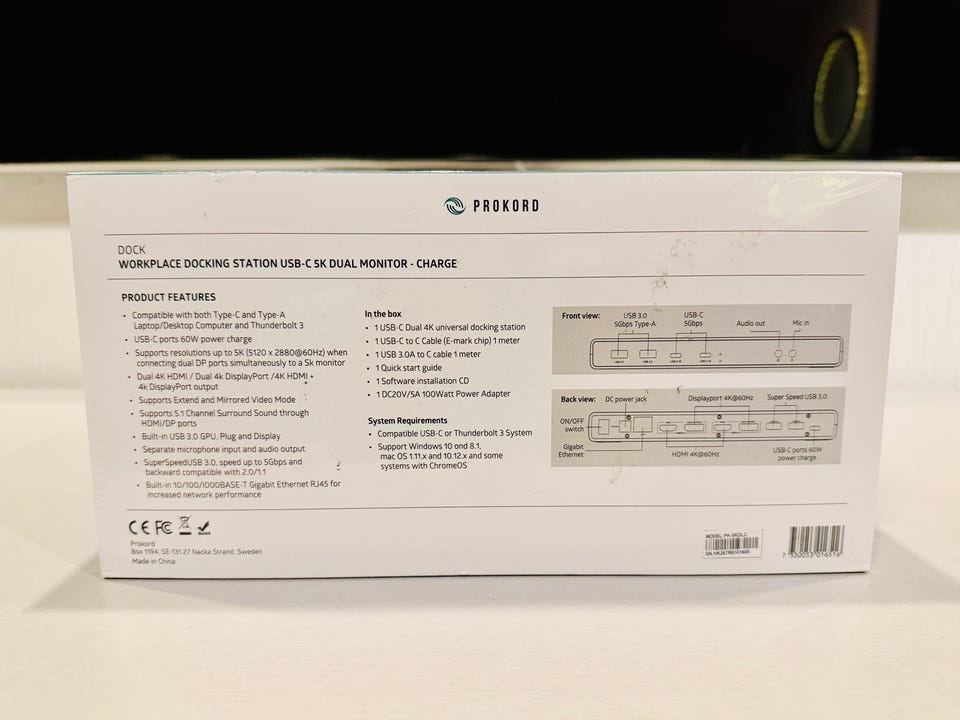 PROKORD
DOCK
WORKPLACE DOCKING STATION USB-C 5K DUAL MONITOR - CHARGE
PRODUCT FEATURES
• Compatible with both Type-C and Type-A
Laptop/Desktop Computer and Thunderbolt 3
• USB-C ports 60W power charge
• Supports resolutions up to 5K (5120 x 2880@60Hz) when
connecting dual DP ports simultaneously to a 5k monitor
• Dual 4K HDMI / Dual 4k DisplayPort /4K HDMI +
4k DisplayPort output
• Supports Extend and Mirrored Video Mode
• Supports 5.1 Channel Surround Sound through
HDMI/DP ports
• Built-in USB 3.0 GPU, Plug and Display
• Separate microphone input and audio output
• SuperSpeedUSB 3.0, speed up to 5Gbps and
backward compatible with 2.0/1.1
• Built-in 10/100/1000BASE-T Gigabit Ethernet RJ45 for
increased network performance
In the box
• 1 USB-C Dual 4K universal docking station
• 1 USB-C to C Cable (E-mark chip) 1 meter
• 1 USB 3.0A to C cable 1 meter
• 1 Quick start guide
• 1 Software installation CD
• 1 DC20V/5A 100Watt Power Adapter
System Requirements
• Compatible USB-C or Thunderbolt 3 System
• Support Windows 10 ond 8.1,
mac OS 1.11.x and 10.12.x and some
systems with ChromeOS
Front view:
USB 3.0
5Gbps Type-A
USB-C
5Gbps
Audio out
Mic in
Back view:
DC power jack
Displayport 4K@60Hz
Super Speed USB 3.0
ON/OFF
switch
Gigabit
Ethernet
HDMI 4K@60Hz
USB-C ports 60W
power charge
CE FC
Prokord
Box 1194, SE-131 27 Nacka Strand, Sweden
Made in China
MODEL: PK-5KDLC
SN:HK26TR0101600
7 350053 016516